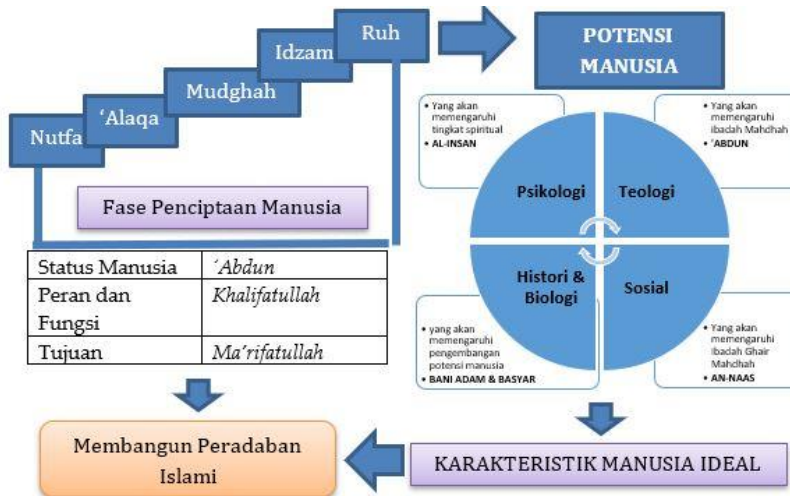 Nutfa
‘Alaqa
Mudghah
Idzam
Ruh
Fase Penciptaan Manusia
Status Manusia ‘Abdun
Peran dan Khalifatullah
Fungsi
Tujuan Ma’rifatullah
Membangun Peradaban
Islami
POTENSI
MANUSIA
• Yang akan
memengaruhi
tingkat spiritual
• AL-INSAN
• Yang akan
memengaruhi
ibadah Mahdhah
• ‘ABDUN
Psikologi
Teologi
Histori &
Biologi
Sosial
• yang akan
memengaruhi
pengembangan
potensi manusia
• BANI ADAM & BASYAR
• Yang akan
memengaruhi
Ibadah Ghair
Mahdhah
• AN-NAAS
KARAKTERISTIK MANUSIA IDEAL